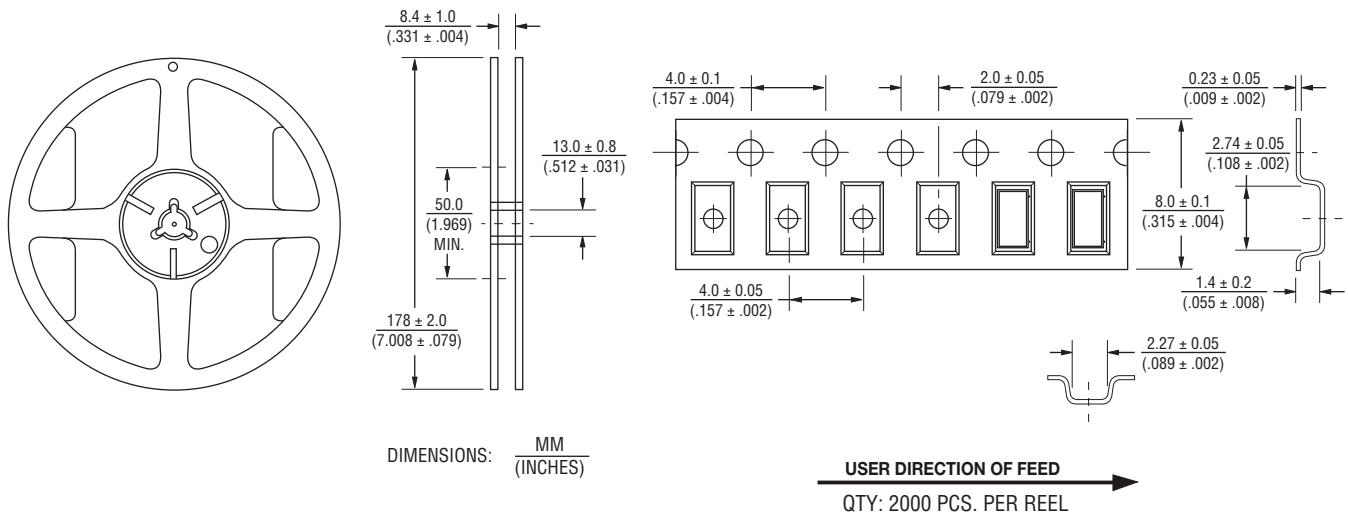 8.4 ± 1.0
(.331 ± .004)
13.0 ± 0.8
(.512 ± .031)
50.0
(1.969)
MIN.
178 ± 2.0
(7.008 ± .079)
4.0 ± 0.1
(.157 ± .004)
2.0 ± 0.05
(.079 ± .002)
0.23 ± 0.05
(.009 ± .002)
2.74 ± 0.05
(.108 ± .002)
8.0 ± 0.1
(.315 ± .004)
4.0 ± 0.05
(.157 ± .002)
1.4 ± 0.2
(.055 ± .008)
2.27 ± 0.05
(.089 ± .002)
DIMENSIONS: MM
(INCHES)
USER DIRECTION OF FEED
QTY: 2000 PCS. PER REEL